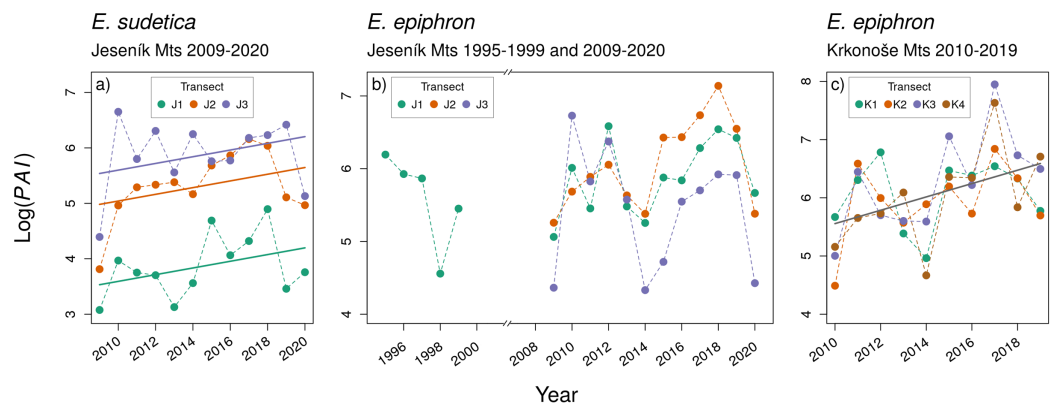 E. sudetica
Jeseník Mts 2009-2020
a)
Transect
J1 J2 J3
Log(PAI)
7
6
5
4
3
2010 2012 2014 2016 2018 2020
E. epiphron
Jeseník Mts 1995-1999 and 2009-2020
b)
Transect
J1 J2 J3
7
6
5
4
1996 1998 2000 2008 2010 2012 2014 2016 2018 2020
E. epiphron
Krkonoše Mts 2010-2019
c)
Transect
K1 K2 K3 K4
8
7
6
5
4
2010 2012 2014 2016 2018
Year